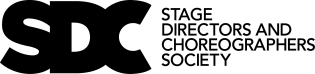 SDC
STAGE
DIRECTORS AND
CHOREOGRAPHERS
SOCIETY